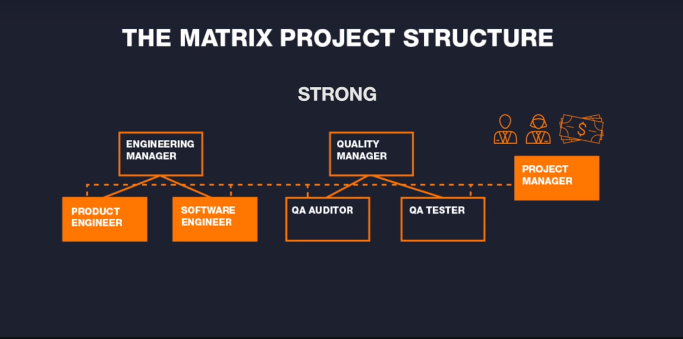 THE MATRIX PROJECT STRUCTURE
STRONG
ENGINEERING
MANAGER
QUALITY
MANAGER
$
PROJECT
MANAGER
PRODUCT
ENGINEER
SOFTWARE
ENGINEER
QA AUDITOR
QA TESTER